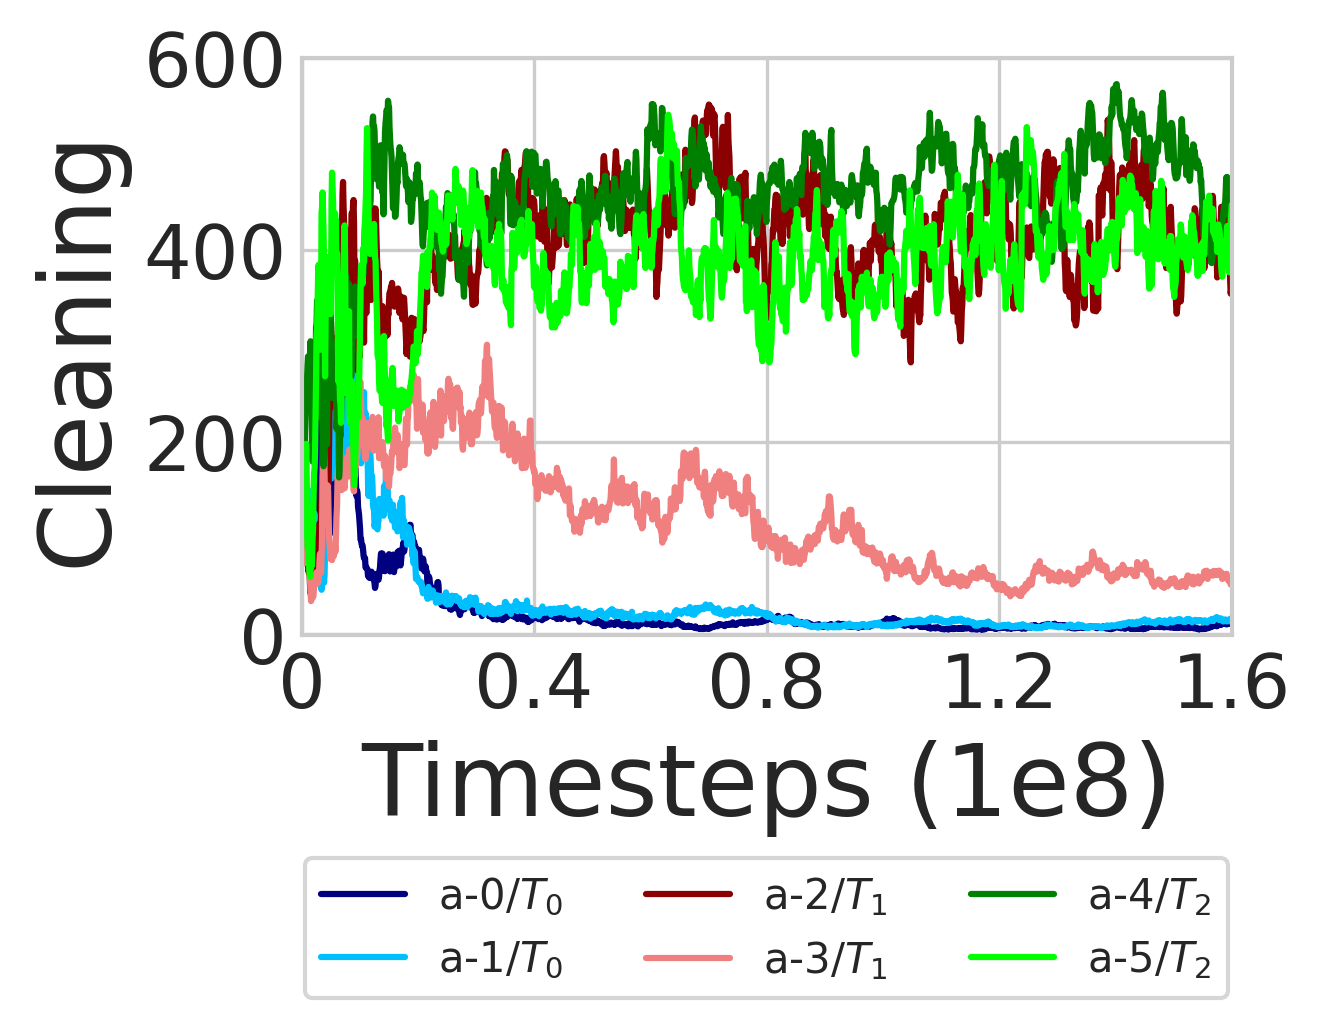 Cleaning
600
400
200
0
0 0.4 0.8 1.2 1.6
Timesteps (1e8)
a-0/T₀ a-2/T₁ a-4/T₂
a-1/T₀ a-3/T₁ a-5/T₂